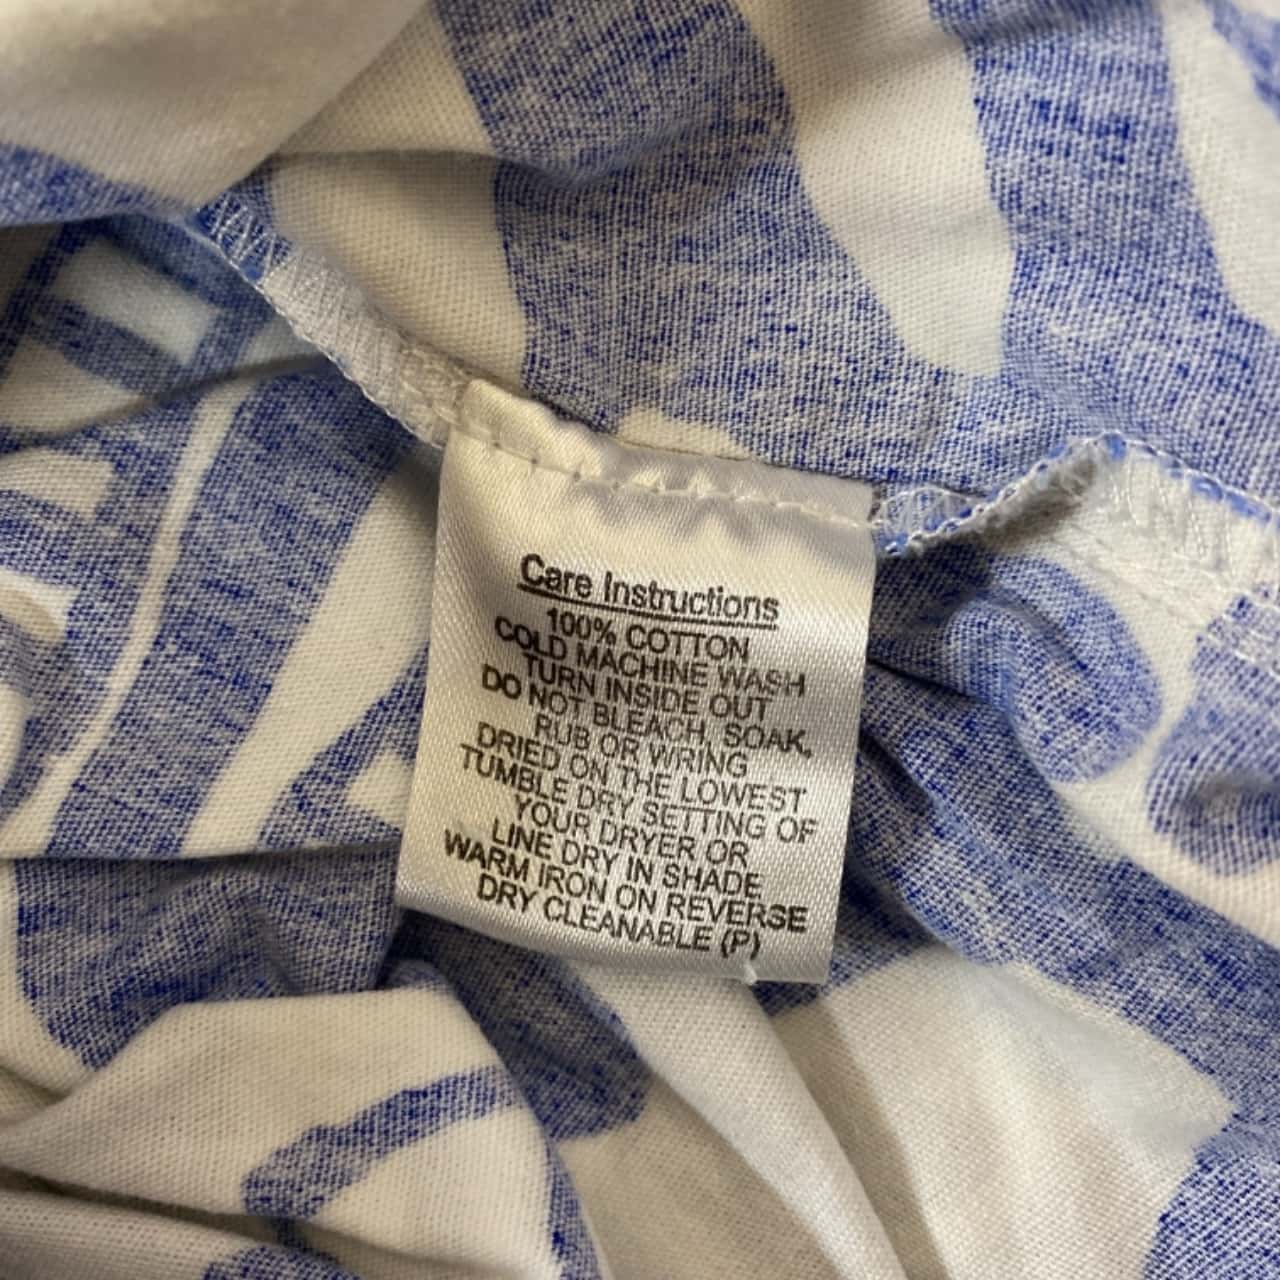 Care Instructions
100% COTTON
COLD MACHINE WASH
TURN INSIDE OUT
DO NOT BLEACH, SOAK,
RUB OR WRING
DRIED ON THE LOWEST
TUMBLE DRY SETTING OF
YOUR DRYER OR
LINE DRY IN SHADE
WARM IRON ON REVERSE
DRY CLEANABLE (P)